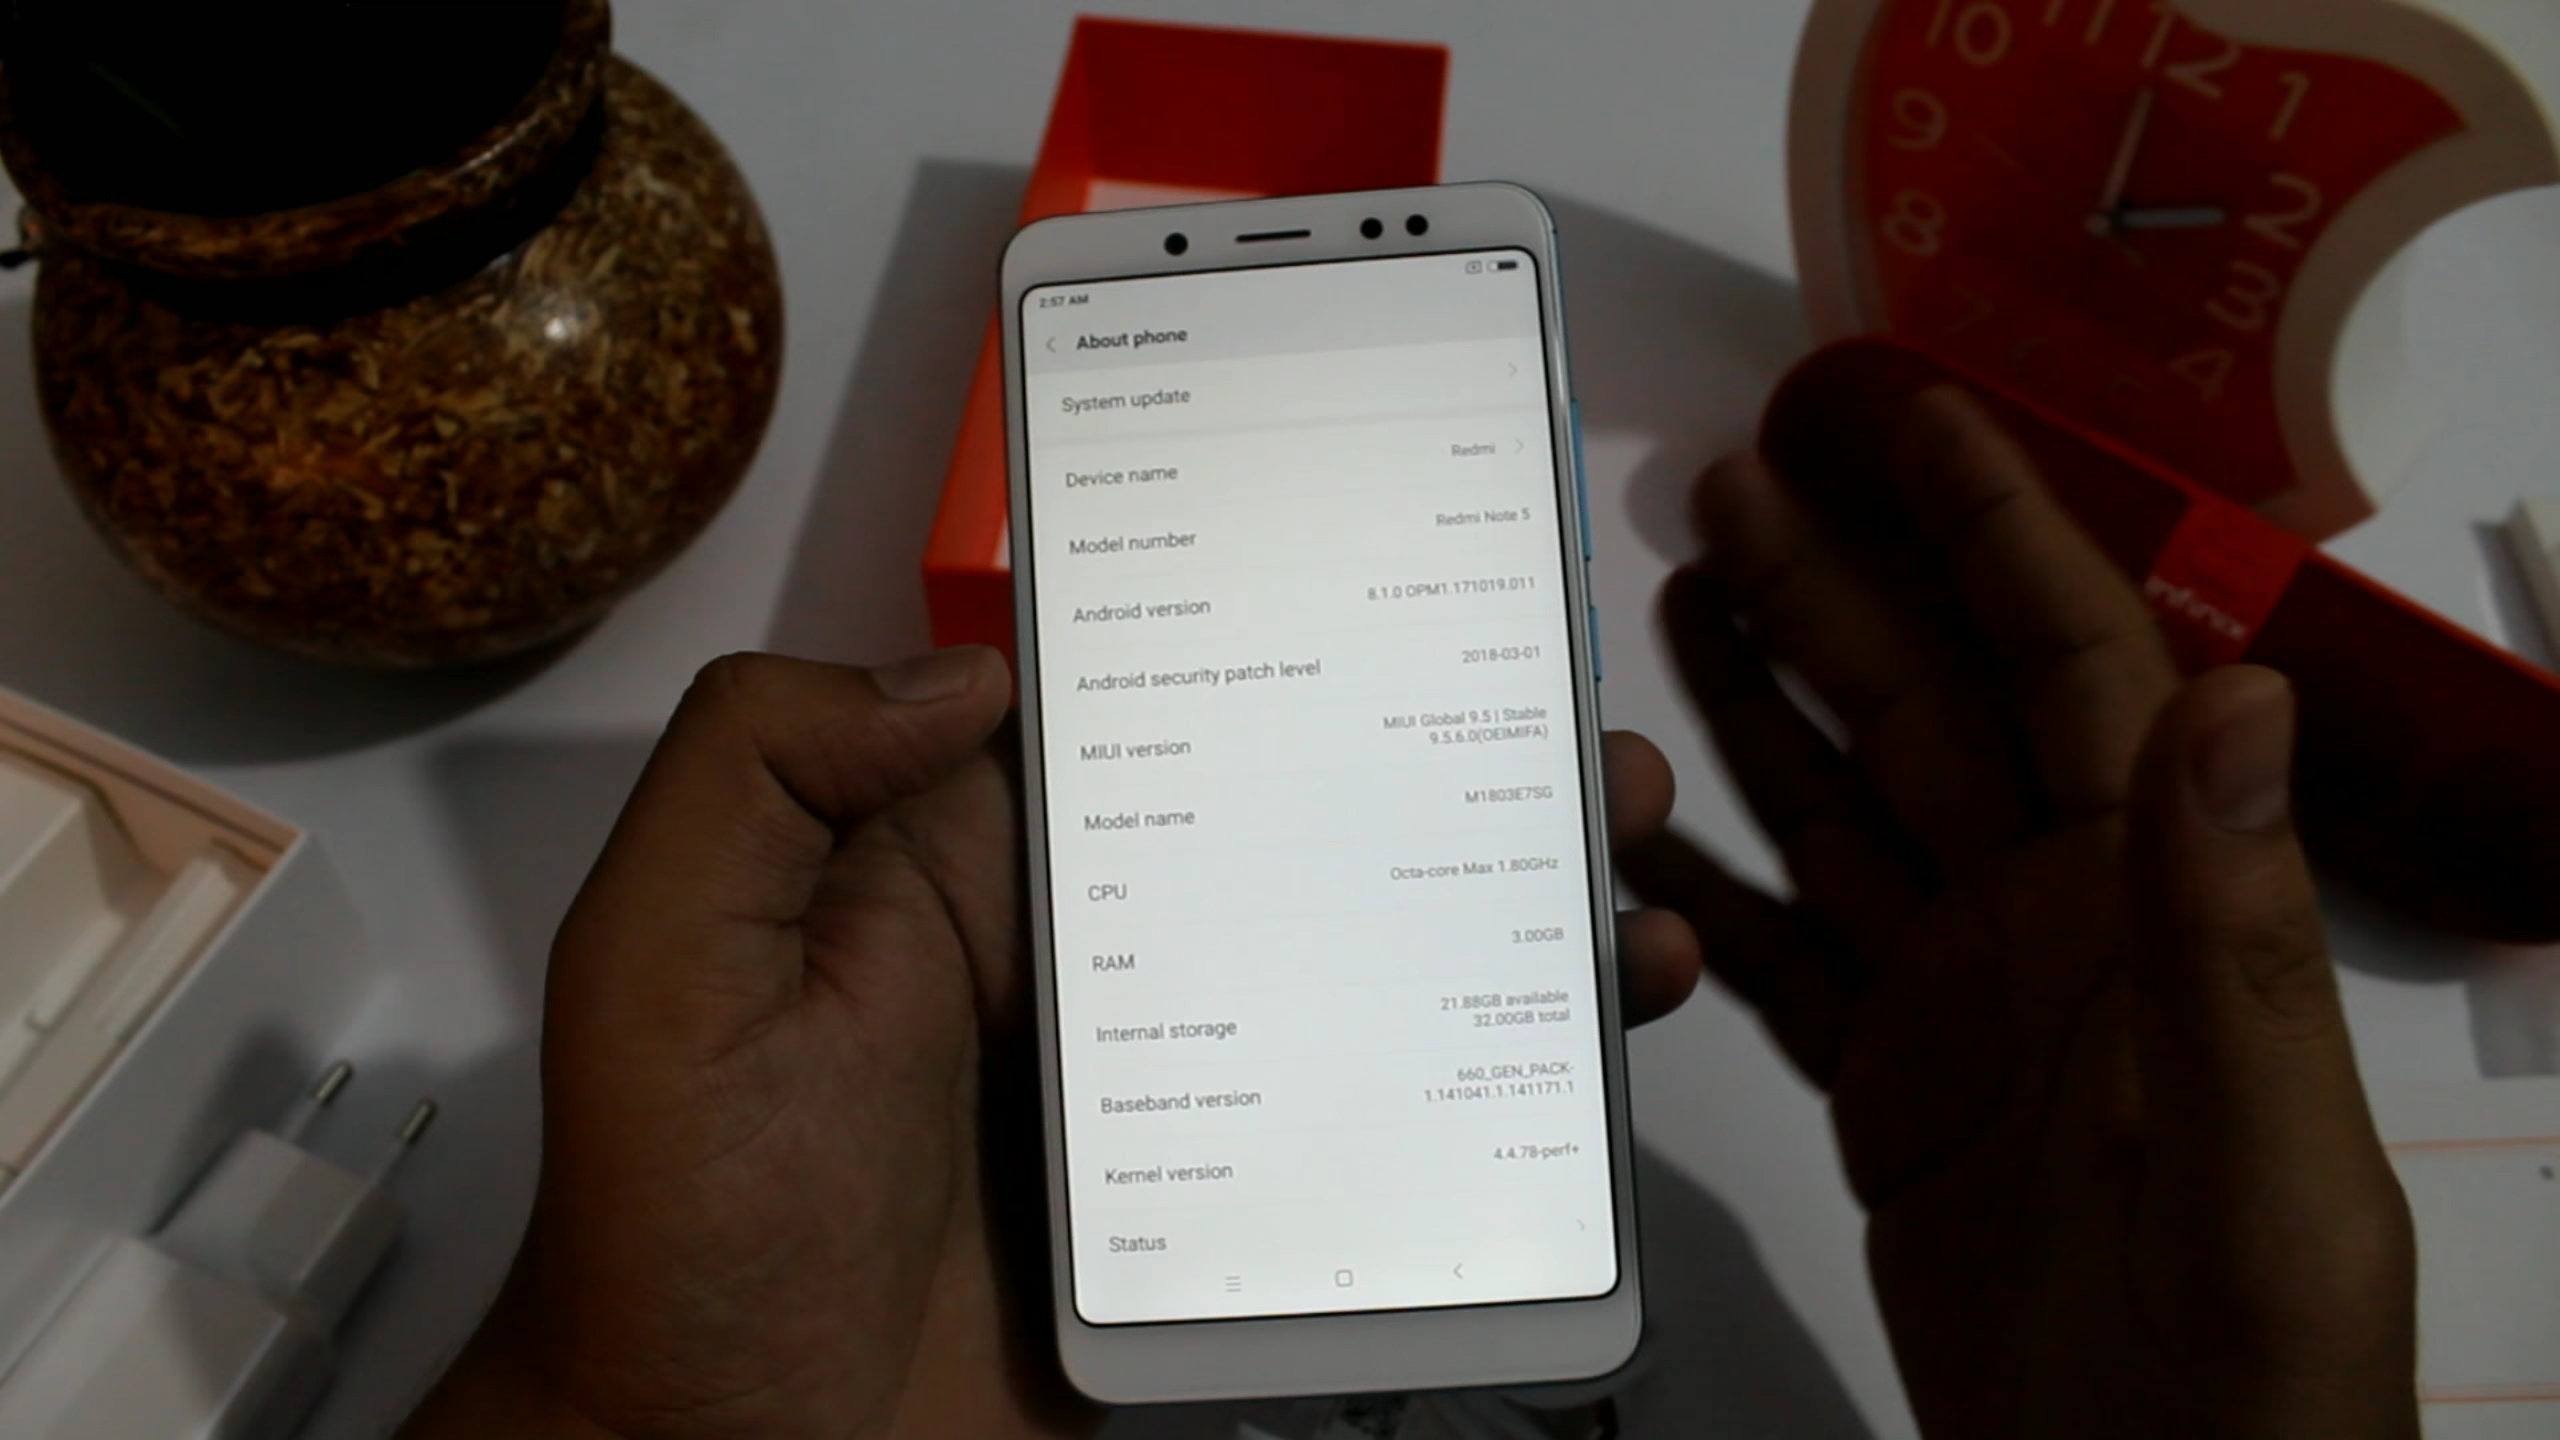 10 11 12 1
9 2
8 3
7 4
2:57 AM
About phone
System update
Device name Redmi
Model number Redmi Note 5
Android version 8.1.0 OPM1.171019.011
Android security patch level 2018-03-01
MIUI version MIUI Global 9.5 | Stable
9.5.6.0(OEIMIFA)
Model name M1803E7SG
CPU Octa-core Max 1.80GHz
RAM 3.00GB
Internal storage 21.88GB available
32.00GB total
Baseband version 660_GEN_PACK-
1.141041.1.141171.1
Kernel version 4.4.78-perf+
Status
Infinix